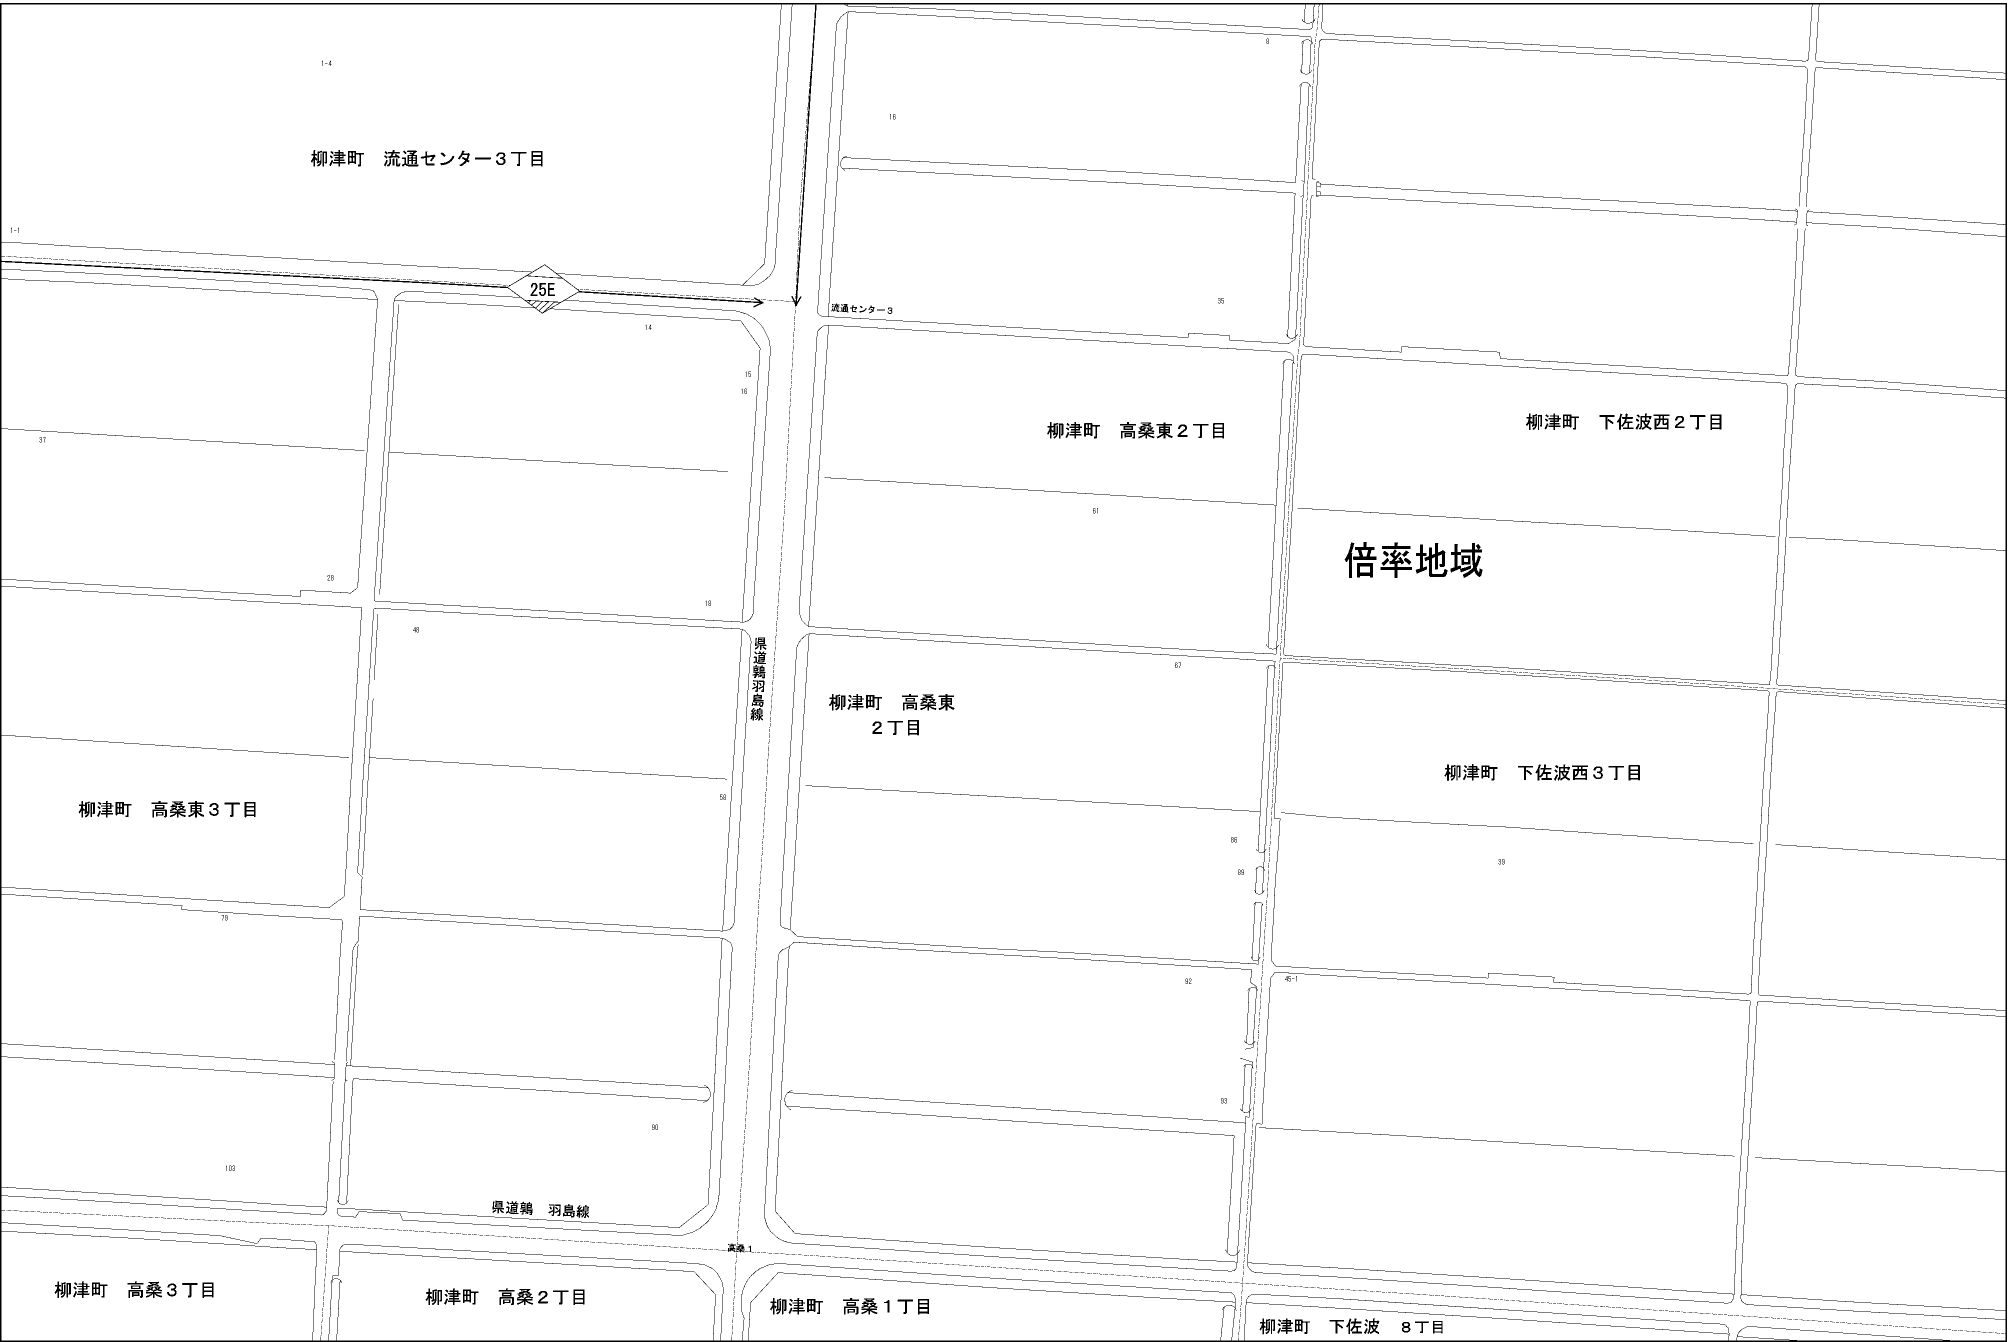 8
1-4
16
柳津町　流通センター３丁目
1-1
25E
35
流通センター３
14
15
16
柳津町　下佐波西２丁目
柳津町　高桑東２丁目
37
61
倍率地域
28
18
48
県道鶉羽島線
67
柳津町　高桑東
２丁目
柳津町　下佐波西３丁目
58
柳津町　高桑東３丁目
86
39
89
79
92
45-1
93
90
103
県道鶉　羽島線
高桑１
柳津町　高桑３丁目
柳津町　高桑２丁目
柳津町　高桑１丁目
柳津町　下佐波　８丁目